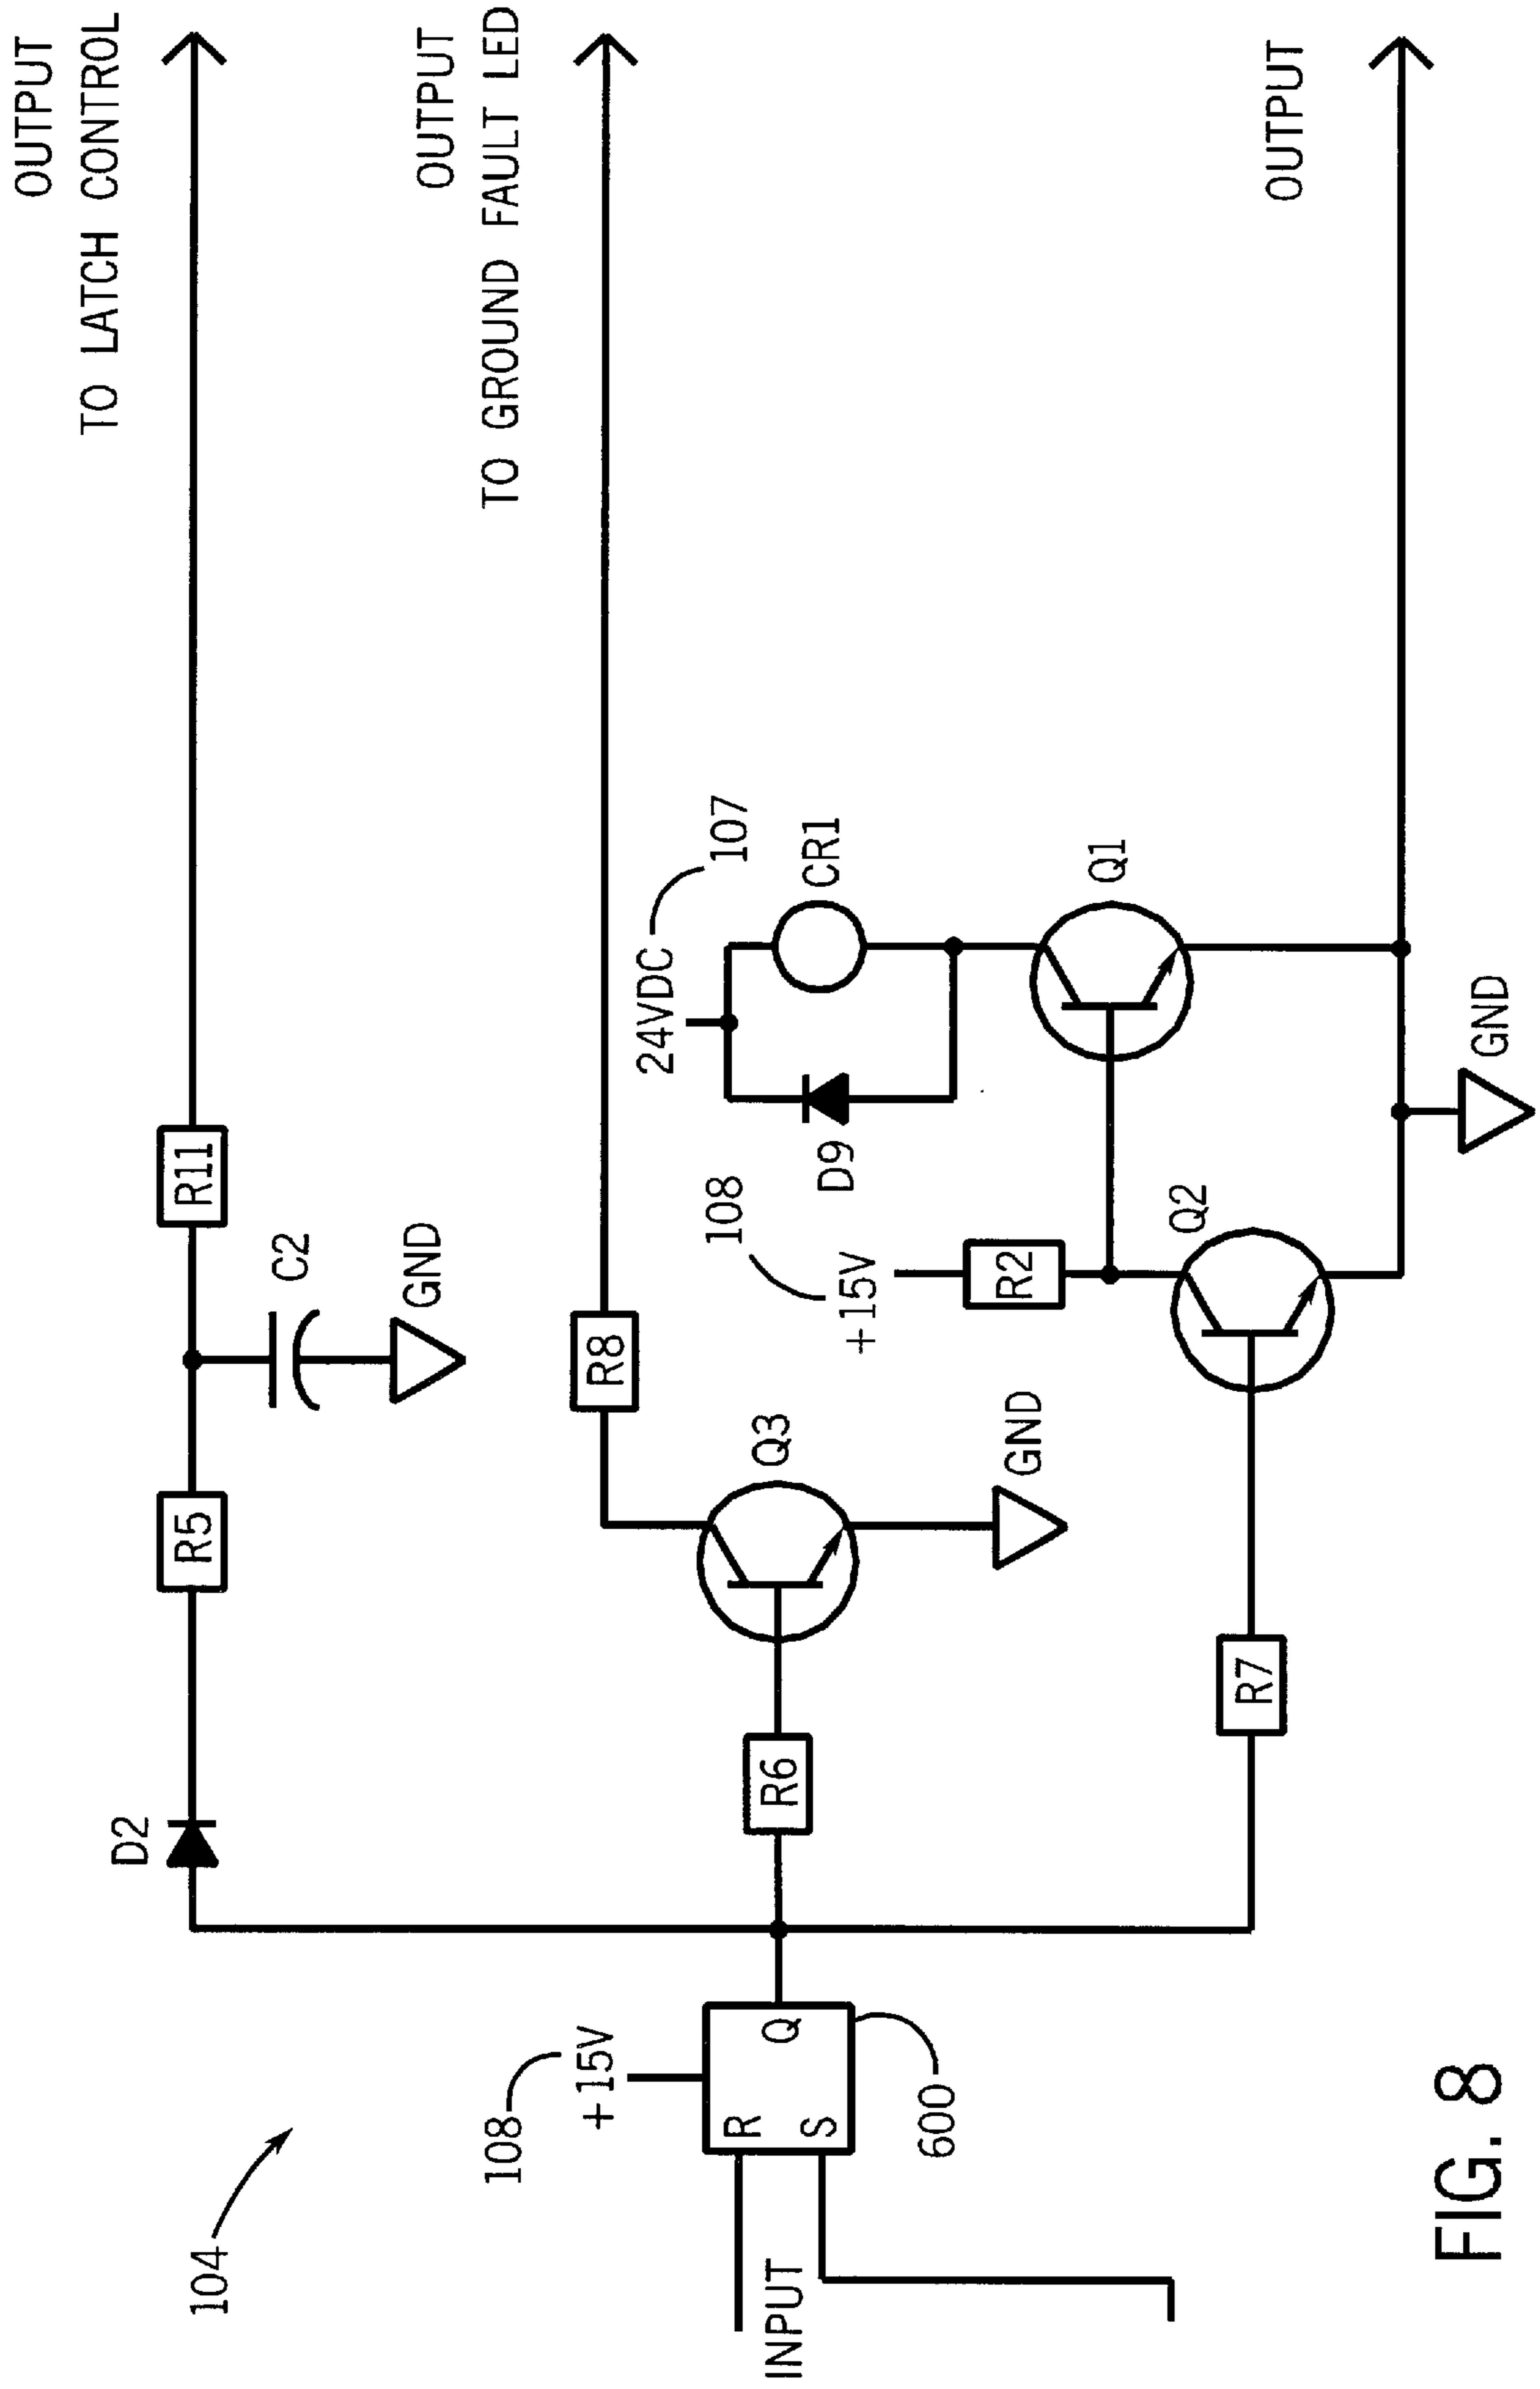 104
108
+15V
R
S
Q
600
INPUT
D2
R5
C2
GND
R11
OUTPUT
TO LATCH CONTROL
R6
Q3
GND
R8
OUTPUT
TO GROUND FAULT LED
R7
108
+15V
R2
Q2
24VDC
107
D9
CR1
Q1
GND
OUTPUT
FIG. 8